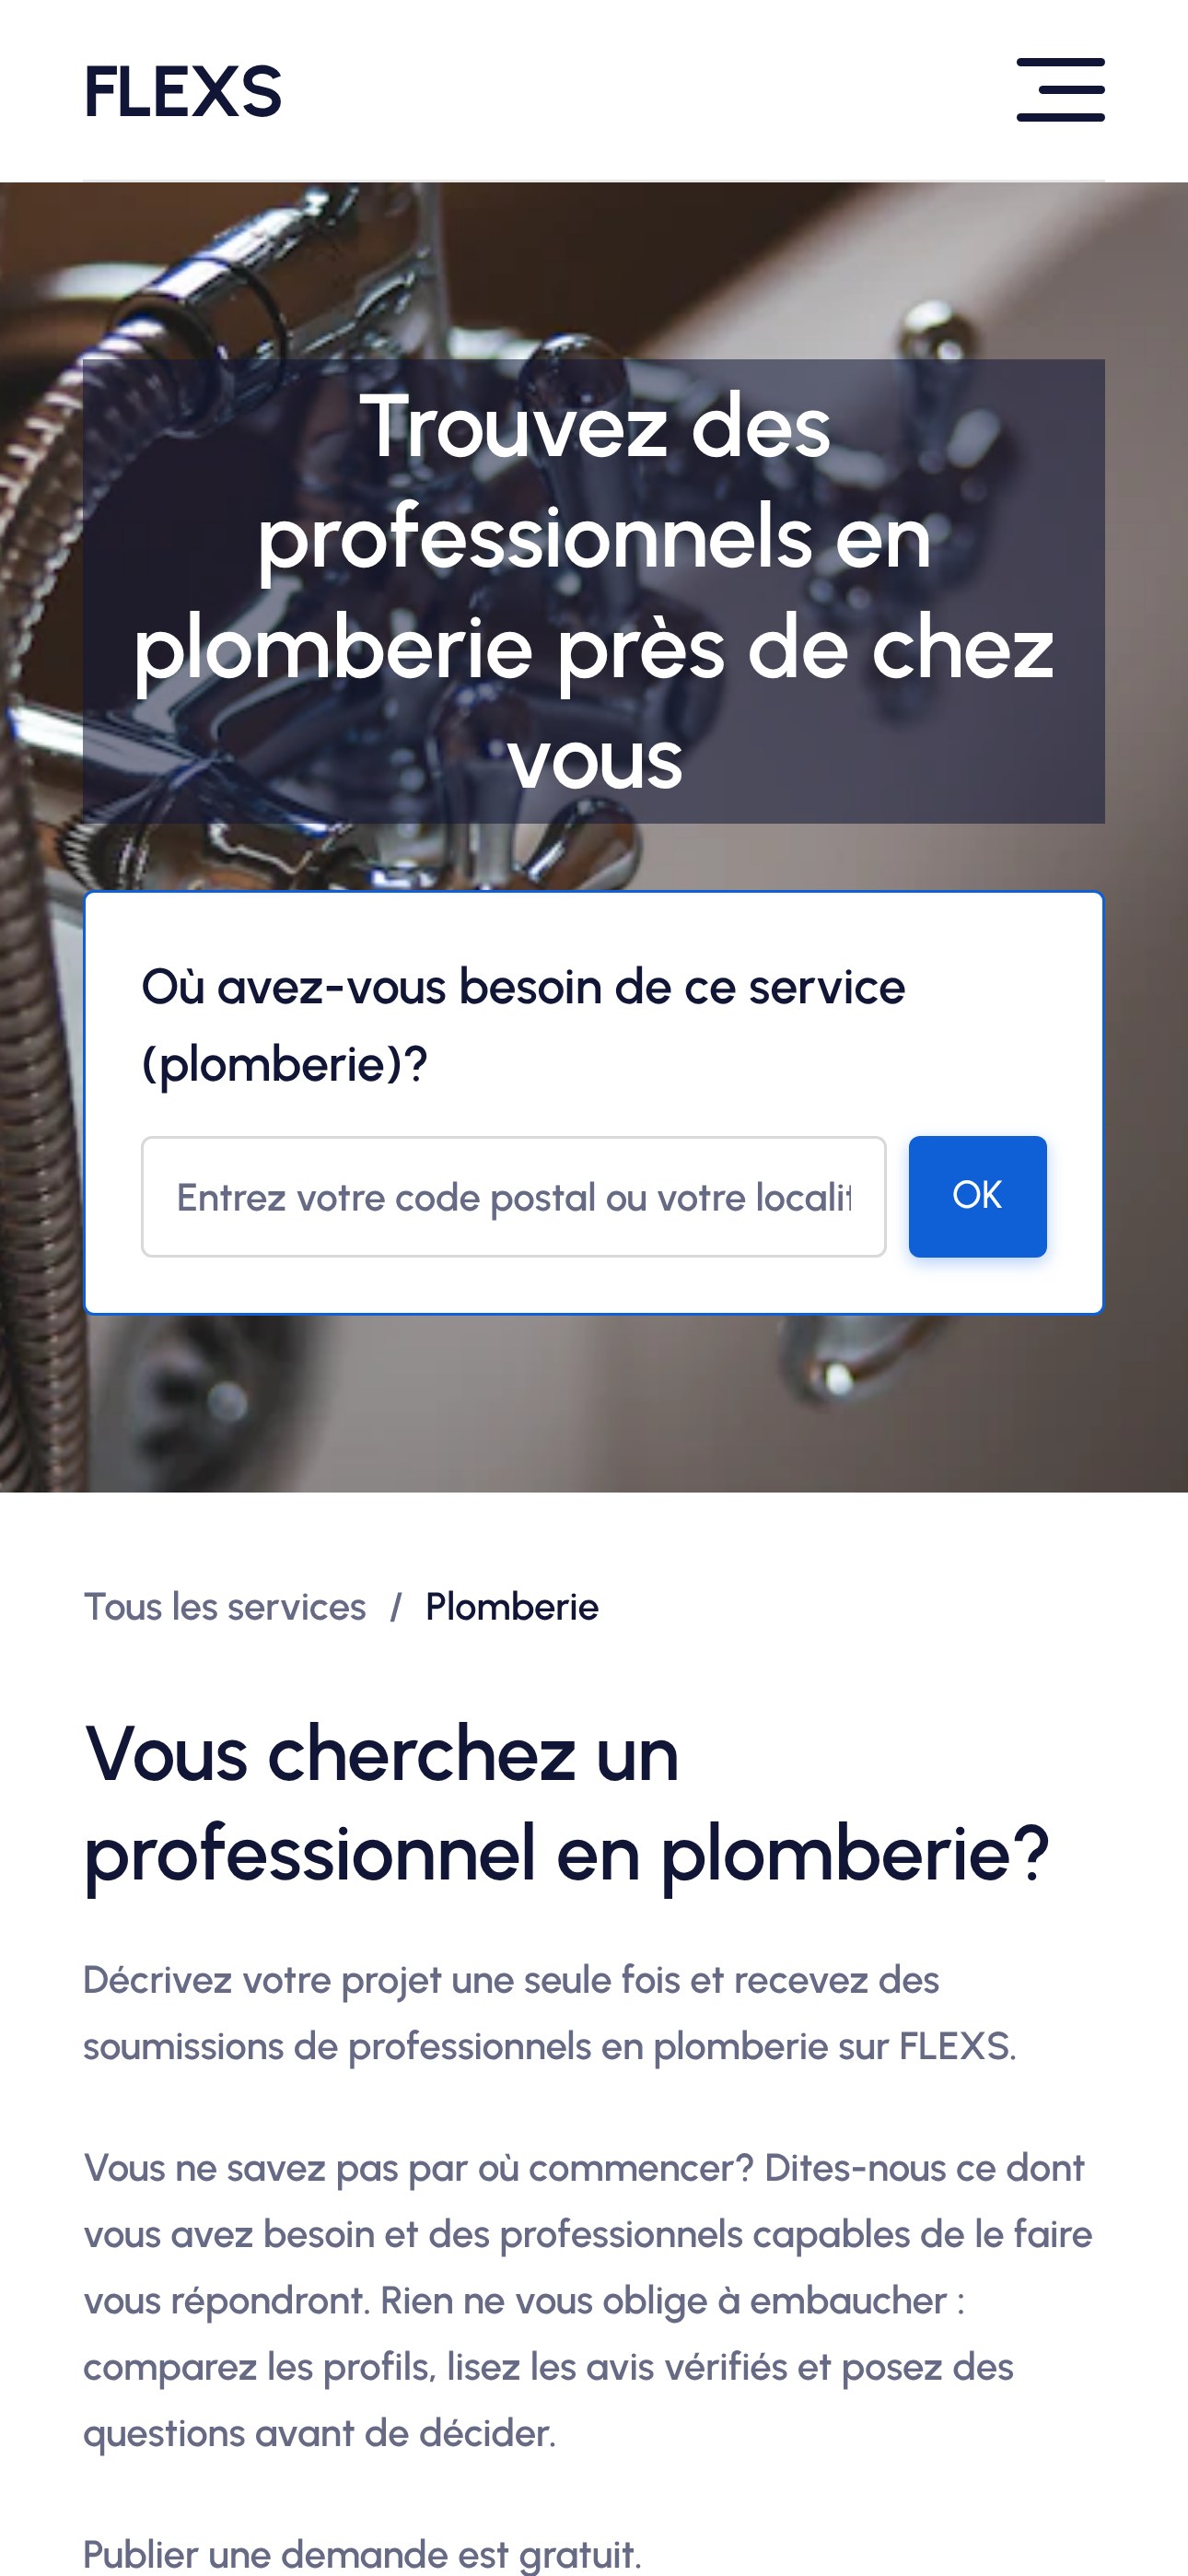 FLEXS
Trouvez des
professionnels en
plomberie près de chez
vous
Où avez-vous besoin de ce service
(plomberie)?
Entrez votre code postal ou votre localit
OK
Tous les services / Plomberie
Vous cherchez un
professionnel en plomberie?
Décrivez votre projet une seule fois et recevez des
soumissions de professionnels en plomberie sur FLEXS.
Vous ne savez pas par où commencer? Dites-nous ce dont
vous avez besoin et des professionnels capables de le faire
vous répondront. Rien ne vous oblige à embaucher :
comparez les profils, lisez les avis vérifiés et posez des
questions avant de décider.
Publier une demande est gratuit.